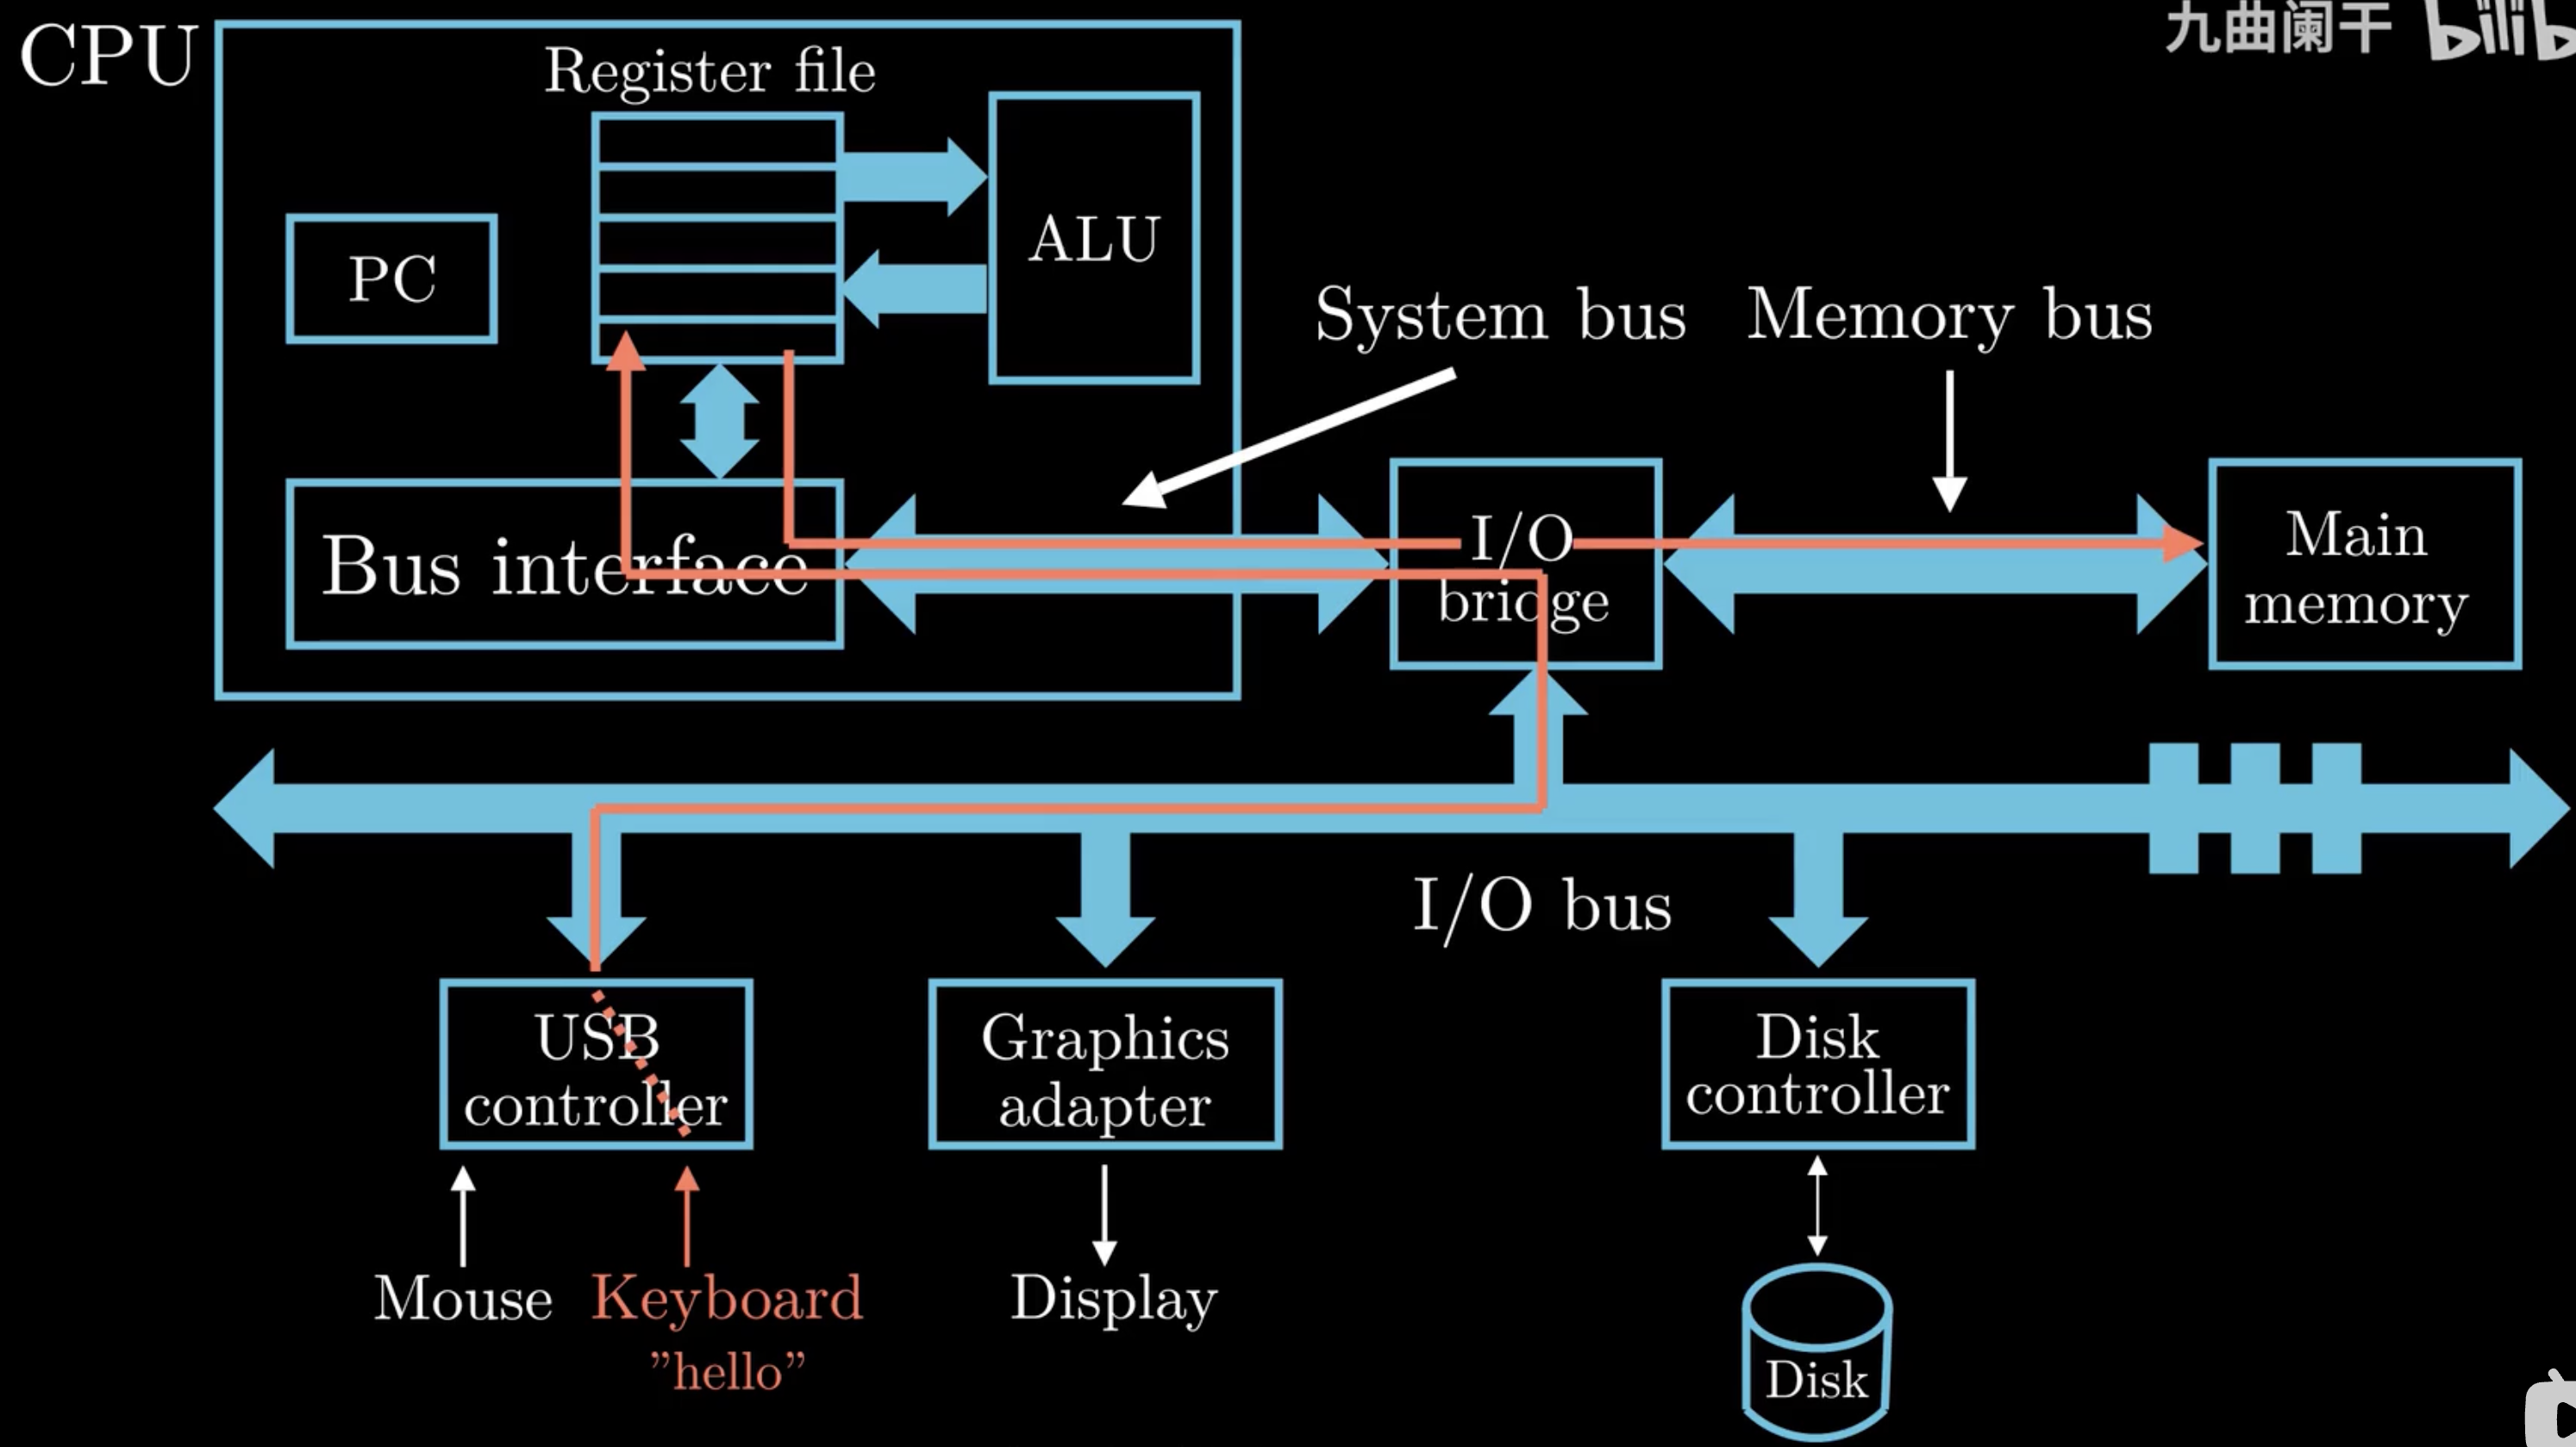 CPU
九曲阑干
Register file
PC
ALU
System bus
Memory bus
Bus interface
I/O
bridge
Main
memory
I/O bus
USB
controller
Graphics
adapter
Disk
controller
Mouse
Keyboard
"hello"
Display
Disk